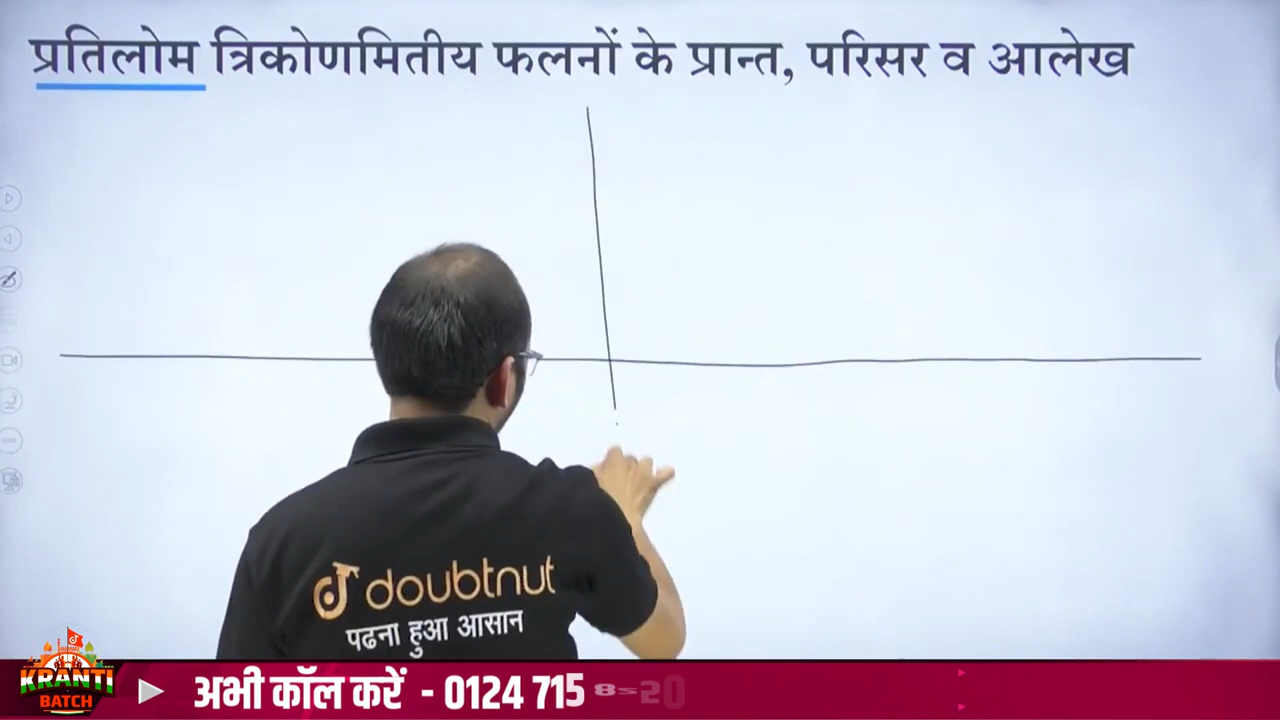 प्रतिलोम त्रिकोणमितीय फलनों के प्रान्त, परिसर व आलेख
doubtnut
पढना हुआ आसान
KRANTI
BATCH
अभी कॉल करें - 0124 715